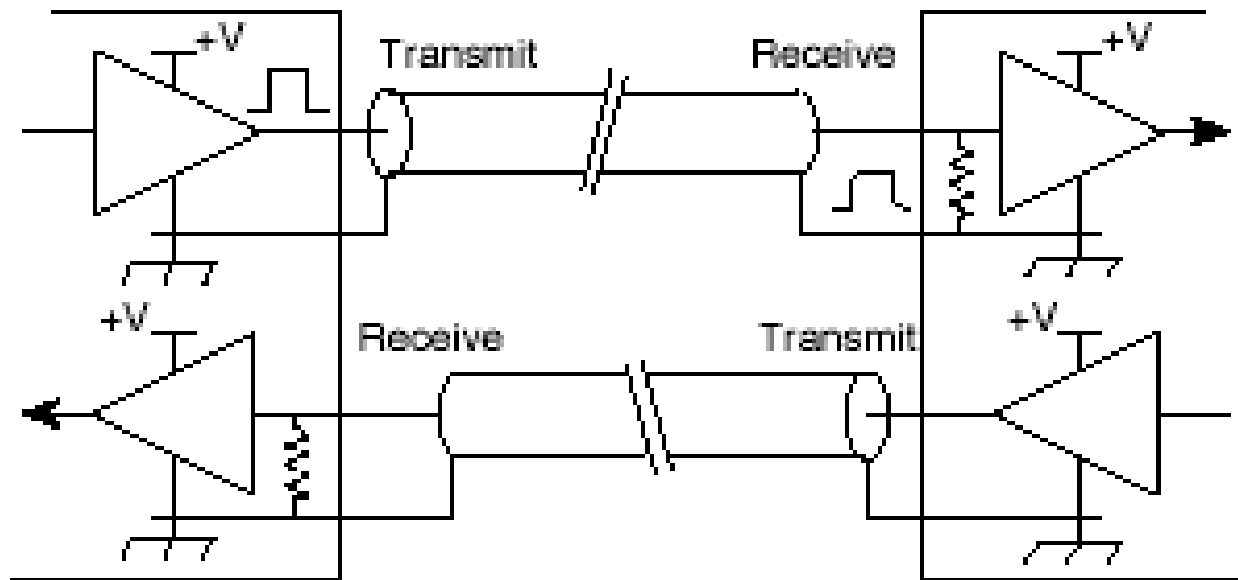 +V
Transmit
Receive
+V
+V
Receive
Transmit
+V